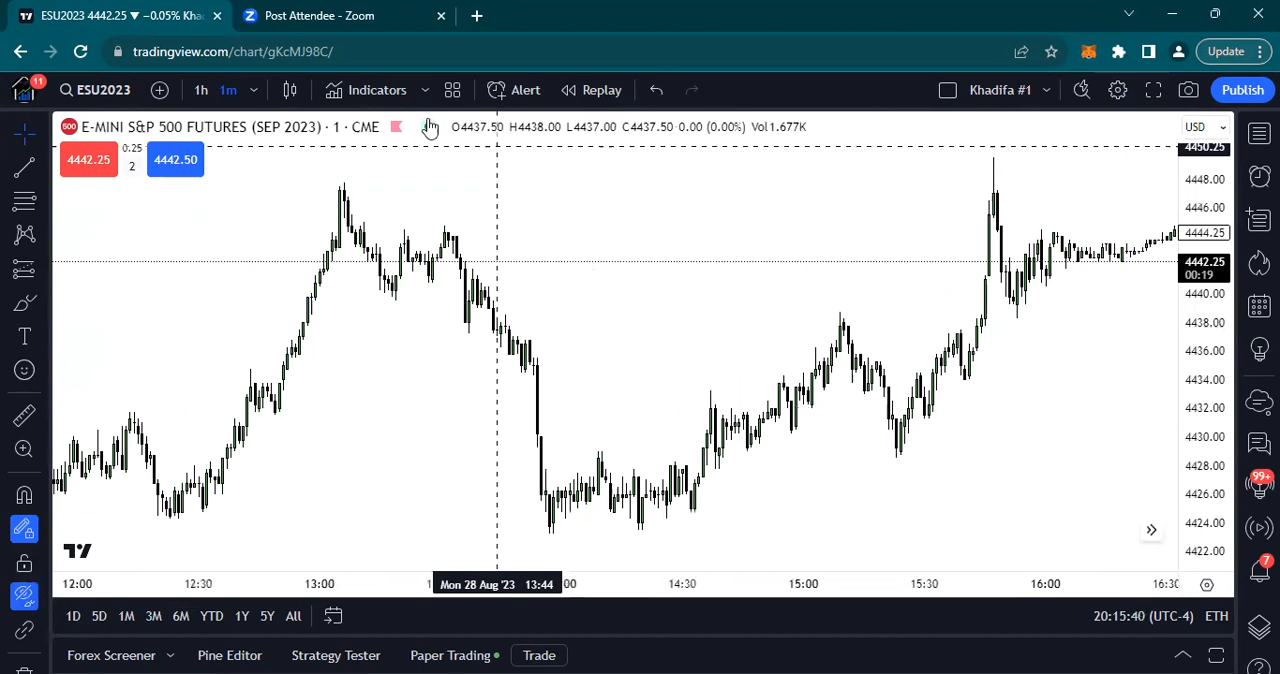 ESU2023 4442.25 ▼ −0.05% Kha
Post Attendee - Zoom
tradingview.com/chart/gKcMJ98C/
Update
11
ESU2023
1h 1m
Indicators
Alert
Replay
Khadifa #1
Publish
500
E-MINI S&P 500 FUTURES (SEP 2023) · 1 · CME
O4437.50 H4438.00 L4437.00 C4437.50 0.00 (0.00%) Vol1.677K
USD
4442.25
0.25
2
4442.50
4450.25
4448.00
4446.00
4444.25
4442.25
00:19
4440.00
4438.00
4436.00
4434.00
4432.00
4430.00
4428.00
4426.00
4424.00
4422.00
99+
7
12:00 12:30 13:00 Mon 28 Aug '23 13:44 14:30 15:00 15:30 16:00 16:30
1D 5D 1M 3M 6M YTD 1Y 5Y All
20:15:40 (UTC-4) ETH
Forex Screener
Pine Editor
Strategy Tester
Paper Trading
Trade